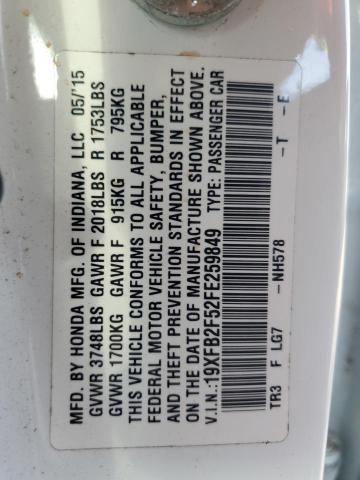 MFD. BY HONDA MFG. OF INDIANA, LLC 05/'15
GVWR 3748LBS GAWR F 2018LBS R 1753LBS
GVWR 1700KG GAWR F 915KG R 795KG
THIS VEHICLE CONFORMS TO ALL APPLICABLE
FEDERAL MOTOR VEHICLE SAFETY, BUMPER,
AND THEFT PREVENTION STANDARDS IN EFFECT
ON THE DATE OF MANUFACTURE SHOWN ABOVE.
V.I.N.: 19XFB2F52FE259849 TYPE: PASSENGER CAR
TR3 F LG7 -NH578 -T -E